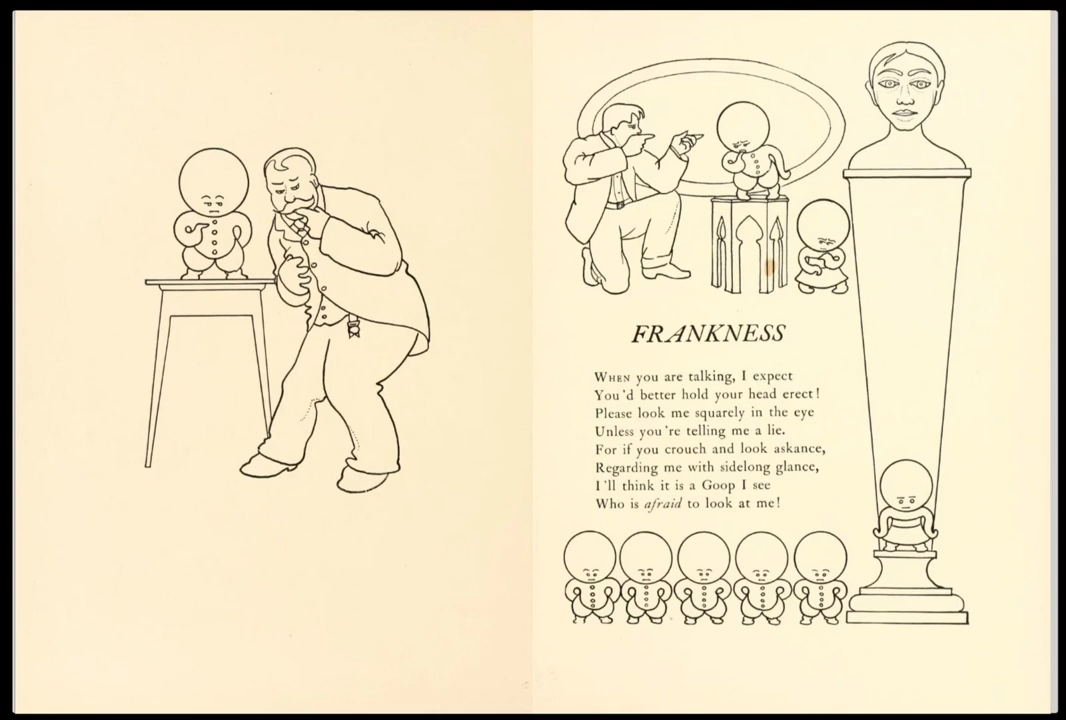 FRANKNESS
WHEN you are talking, I expect
You'd better hold your head erect!
Please look me squarely in the eye
Unless you're telling me a lie.
For if you crouch and look askance,
Regarding me with sidelong glance,
I'll think it is a Goop I see
Who is afraid to look at me!